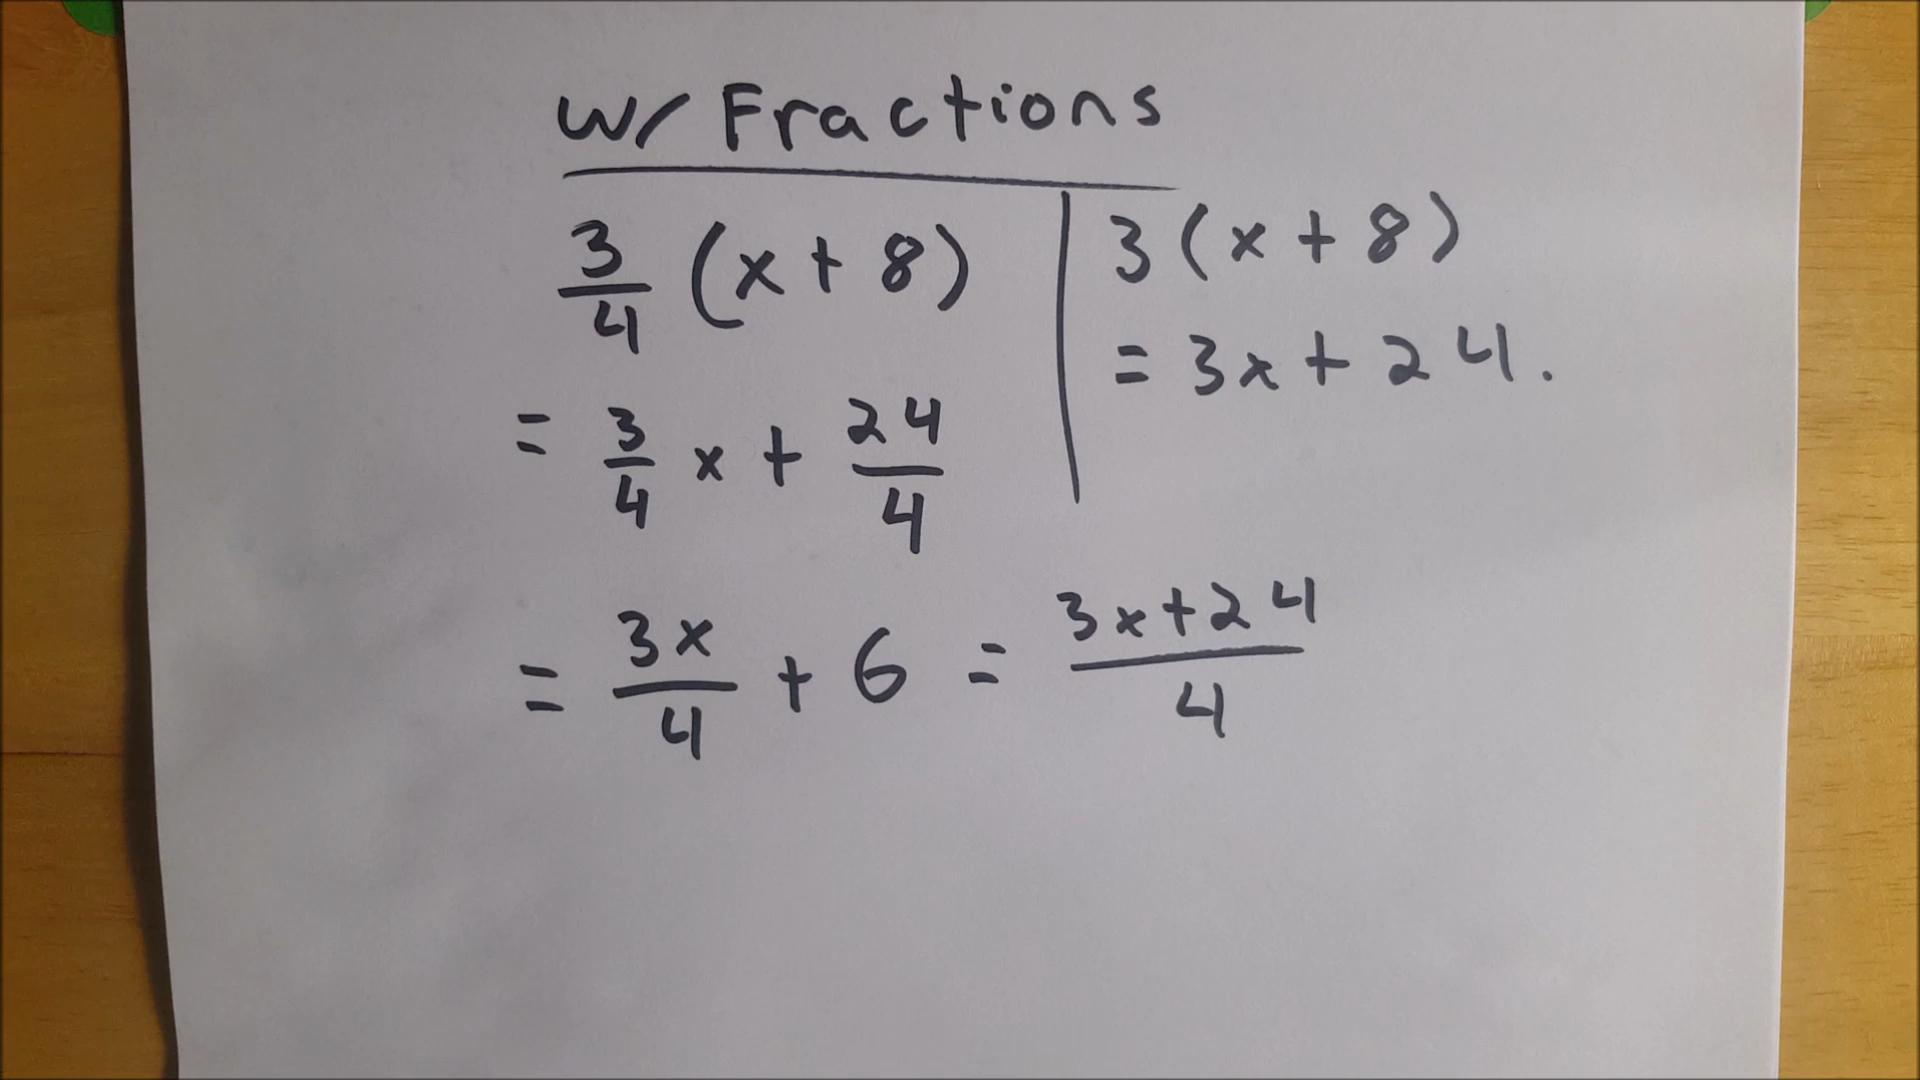 w/ Fractions
3/4 (x + 8)
= 3/4 x + 24/4
= 3x/4 + 6 = 3x+24/4
3(x + 8)
= 3x + 24.